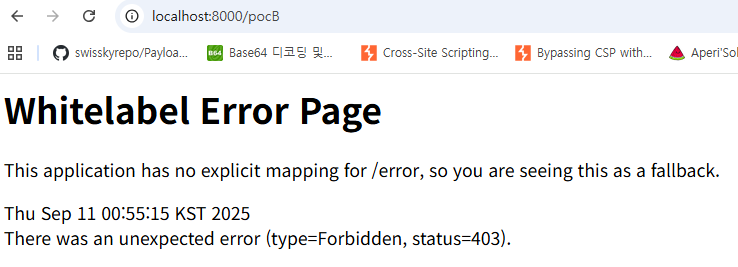 localhost:8000/pocB
swisskyrepo/Payloa... B64 Base64 디코딩 및... Cross-Site Scripting... Bypassing CSP with... Aperi'Sol
Whitelabel Error Page
This application has no explicit mapping for /error, so you are seeing this as a fallback.
Thu Sep 11 00:55:15 KST 2025
There was an unexpected error (type=Forbidden, status=403).